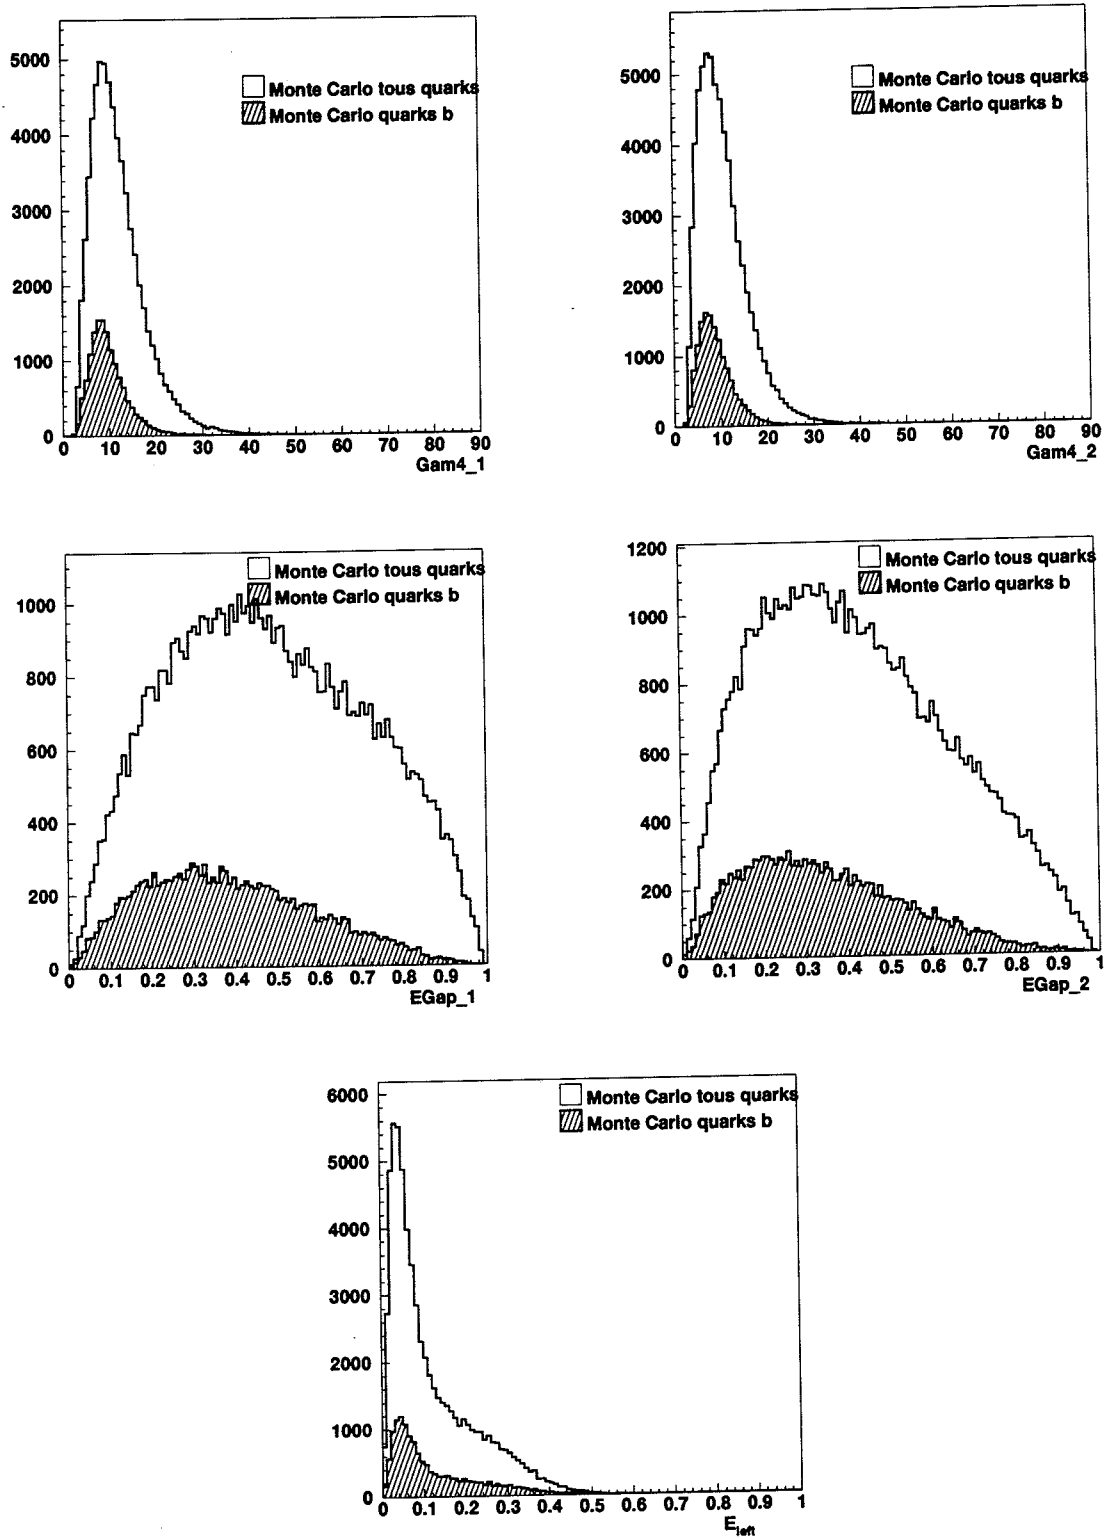 5000
4000
3000
2000
1000
0
Monte Carlo tous quarks
Monte Carlo quarks b
0 10 20 30 40 50 60 70 80 90
Gam4_1
5000
4000
3000
2000
1000
0
Monte Carlo tous quarks
Monte Carlo quarks b
0 10 20 30 40 50 60 70 80 90
Gam4_2
1000
800
600
400
200
0
Monte Carlo tous quarks
Monte Carlo quarks b
0 0.1 0.2 0.3 0.4 0.5 0.6 0.7 0.8 0.9 1
EGap_1
1200
1000
800
600
400
200
0
Monte Carlo tous quarks
Monte Carlo quarks b
0 0.1 0.2 0.3 0.4 0.5 0.6 0.7 0.8 0.9 1
EGap_2
6000
5000
4000
3000
2000
1000
0
Monte Carlo tous quarks
Monte Carlo quarks b
0 0.1 0.2 0.3 0.4 0.5 0.6 0.7 0.8 0.9 1
E_left